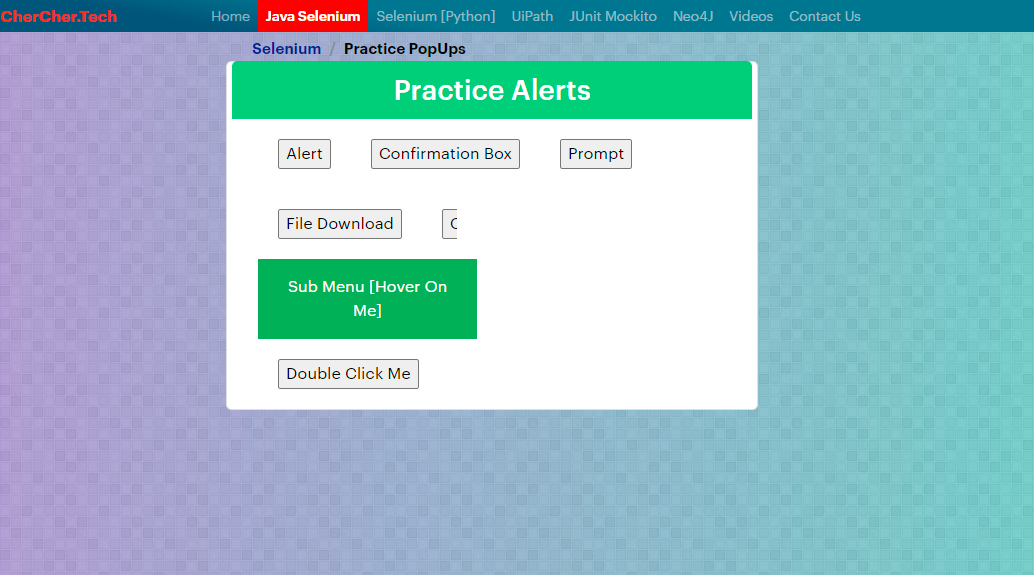 CherCher.Tech Home Java Selenium Selenium [Python] UiPath JUnit Mockito Neo4J Videos Contact Us
Selenium / Practice PopUps
Practice Alerts
Alert Confirmation Box Prompt
File Download
Sub Menu [Hover On
Me]
Double Click Me